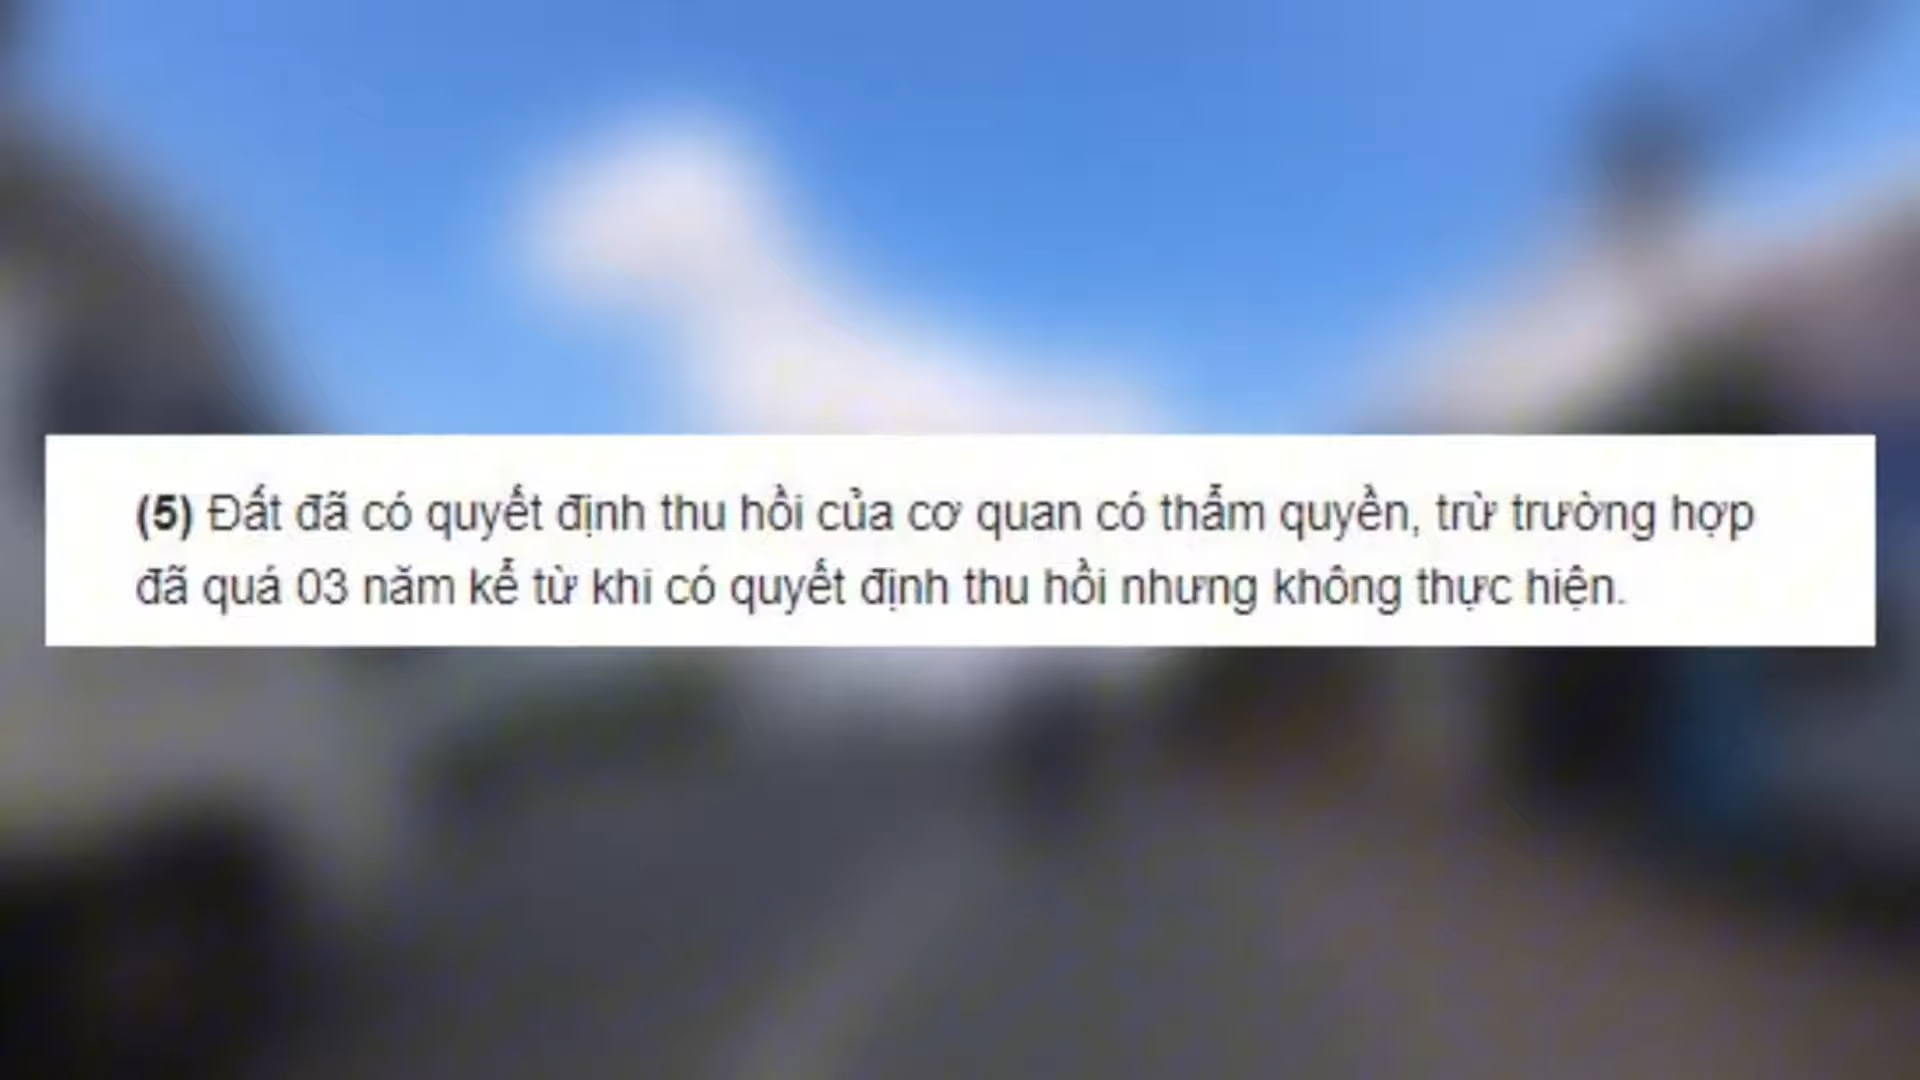 (5) Đất đã có quyết định thu hồi của cơ quan có thẩm quyền, trừ trường hợp
đã quá 03 năm kể từ khi có quyết định thu hồi nhưng không thực hiện.